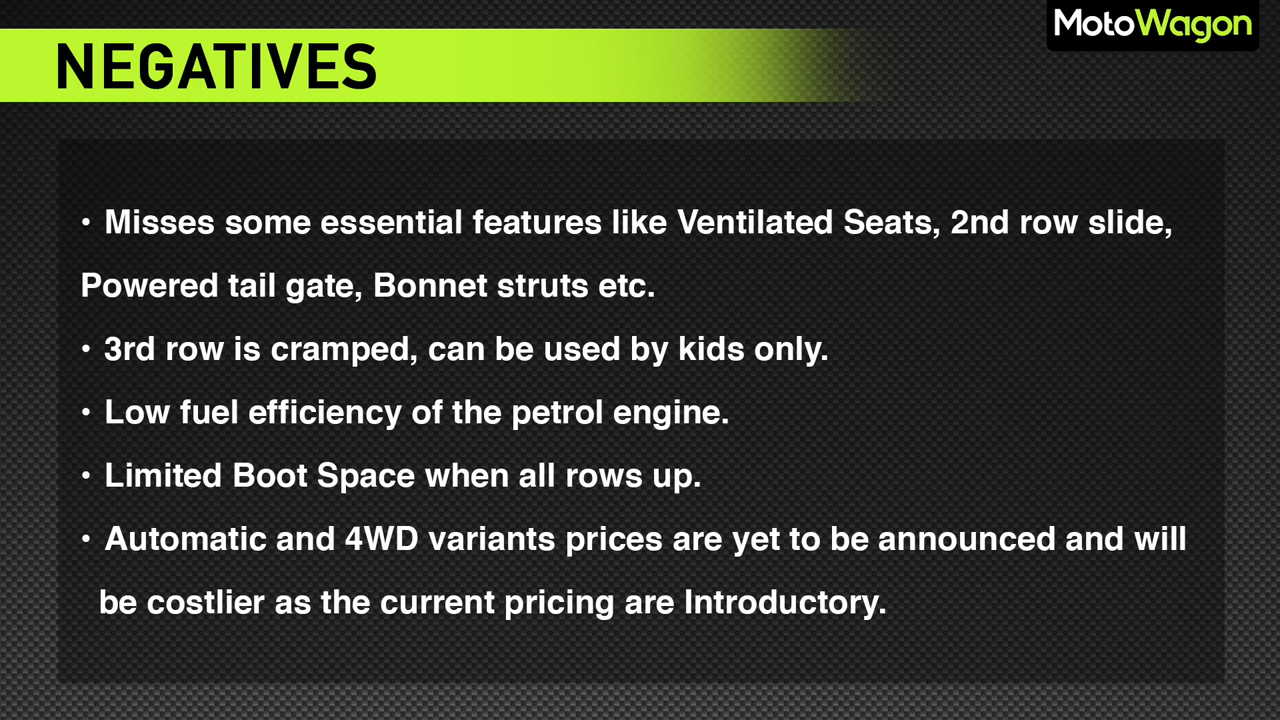 MotoWagon
NEGATIVES
• Misses some essential features like Ventilated Seats, 2nd row slide,
Powered tail gate, Bonnet struts etc.
• 3rd row is cramped, can be used by kids only.
• Low fuel efficiency of the petrol engine.
• Limited Boot Space when all rows up.
• Automatic and 4WD variants prices are yet to be announced and will
be costlier as the current pricing are Introductory.